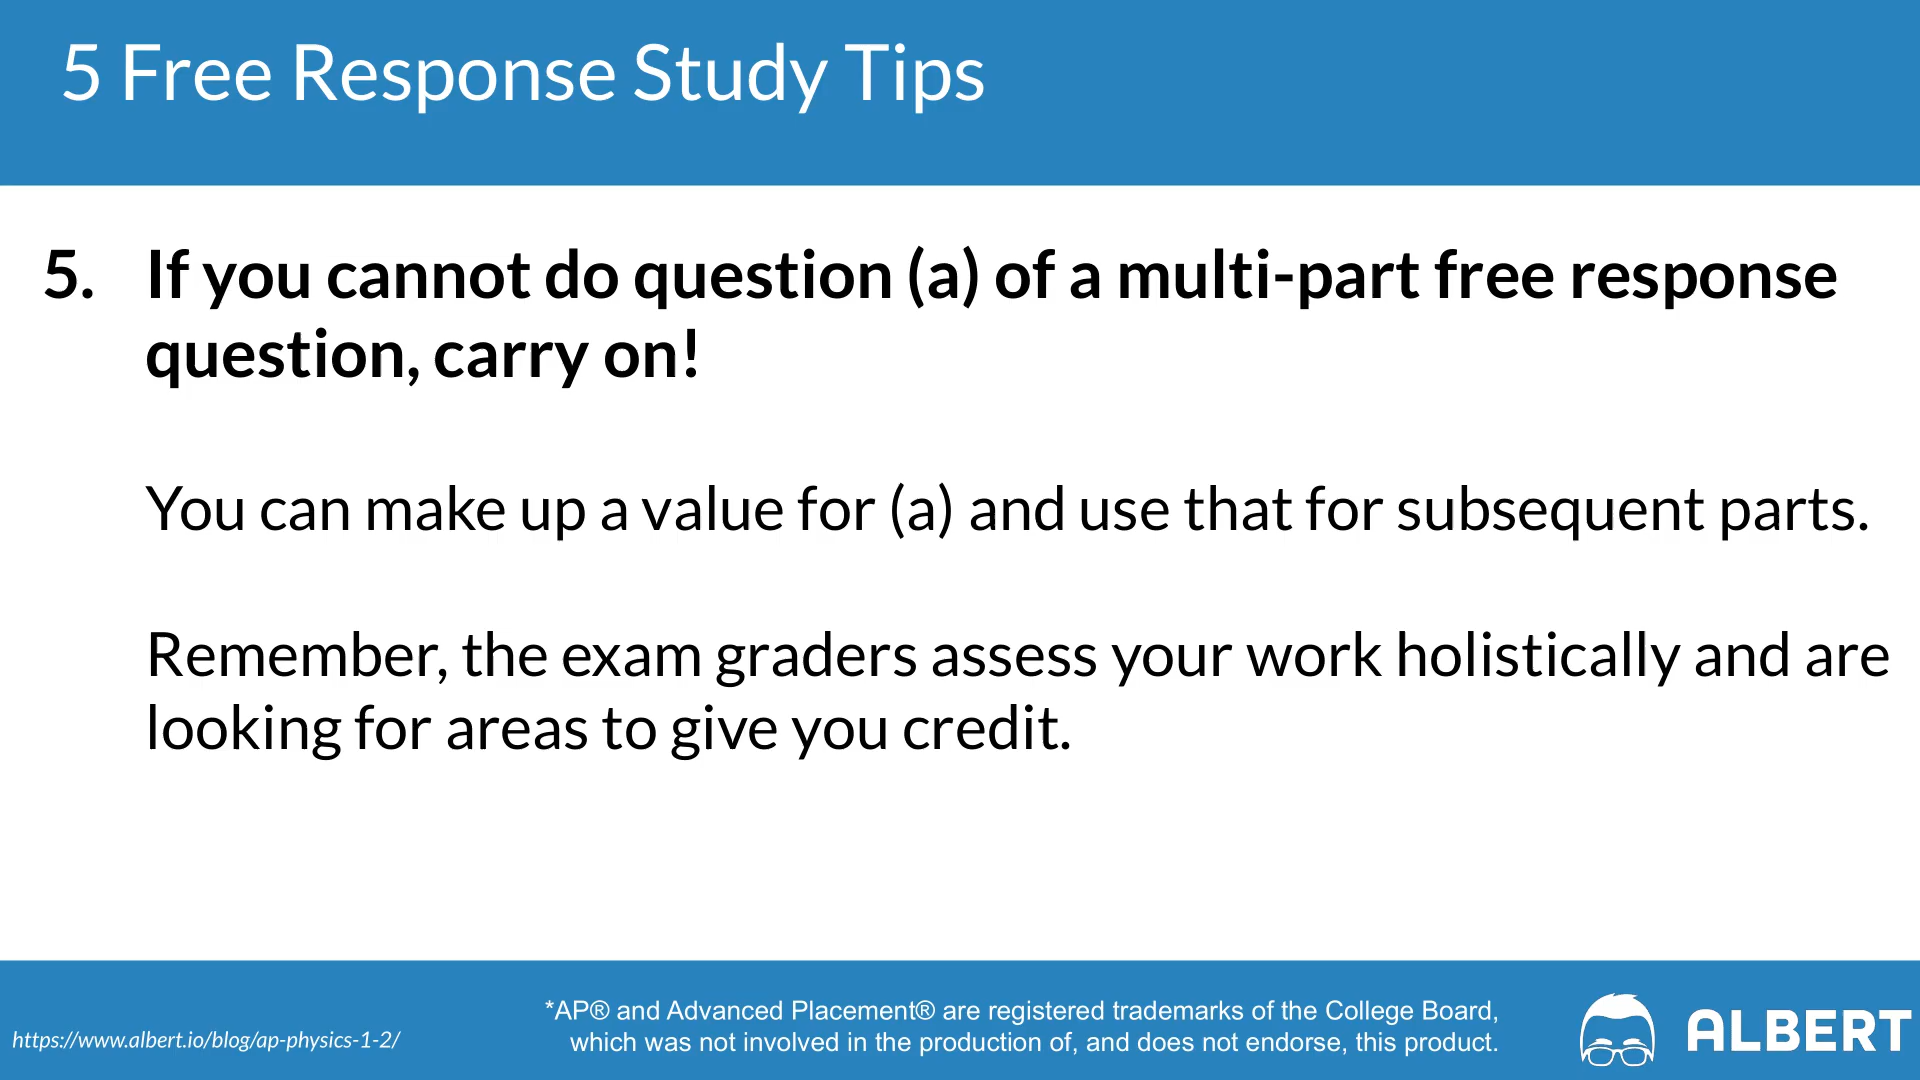 5 Free Response Study Tips
5. If you cannot do question (a) of a multi-part free response
question, carry on!
You can make up a value for (a) and use that for subsequent parts.
Remember, the exam graders assess your work holistically and are
looking for areas to give you credit.
https://www.albert.io/blog/ap-physics-1-2/
*AP® and Advanced Placement® are registered trademarks of the College Board,
which was not involved in the production of, and does not endorse, this product.
ALBERT